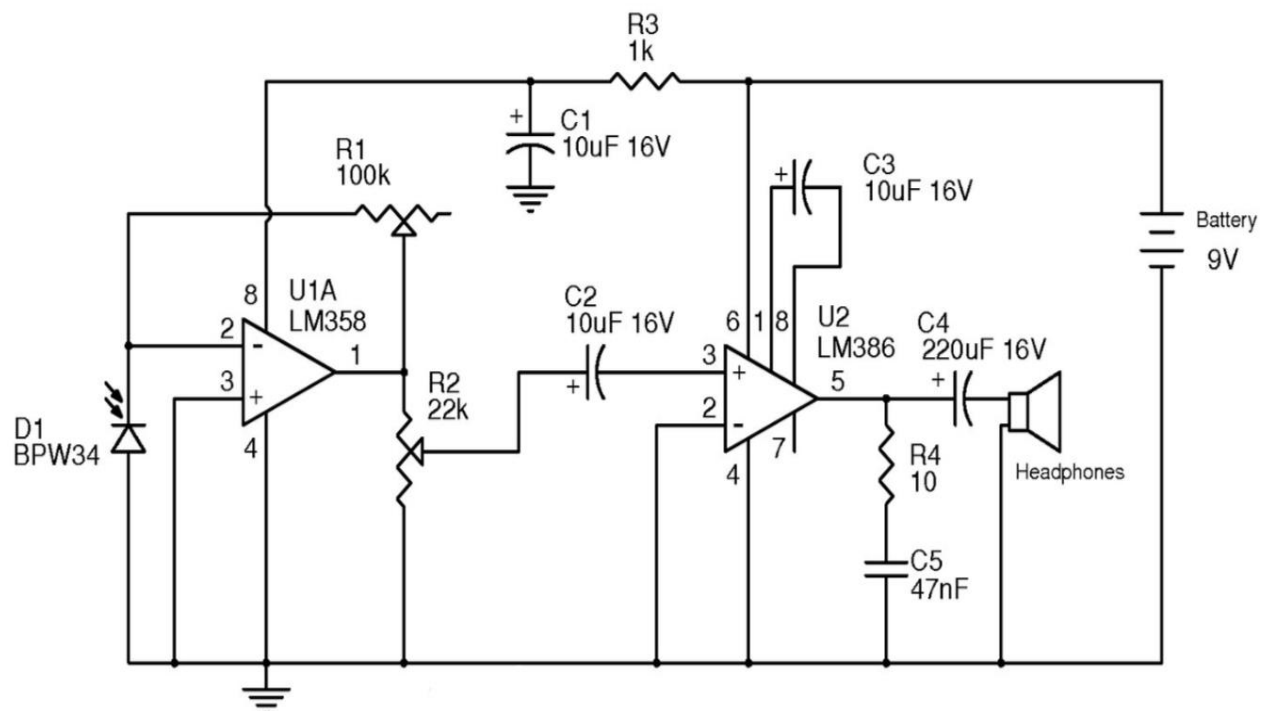 R3
1k
+
C1
10uF 16V
R1
100k
+
C3
10uF 16V
Battery
9V
8
U1A
LM358
2
-
1
3
+
4
D1
BPW34
R2
22k
C2
10uF 16V
+
6
1
8
U2
LM386
3
+
2
-
5
7
4
C4
220uF 16V
+
R4
10
Headphones
C5
47nF